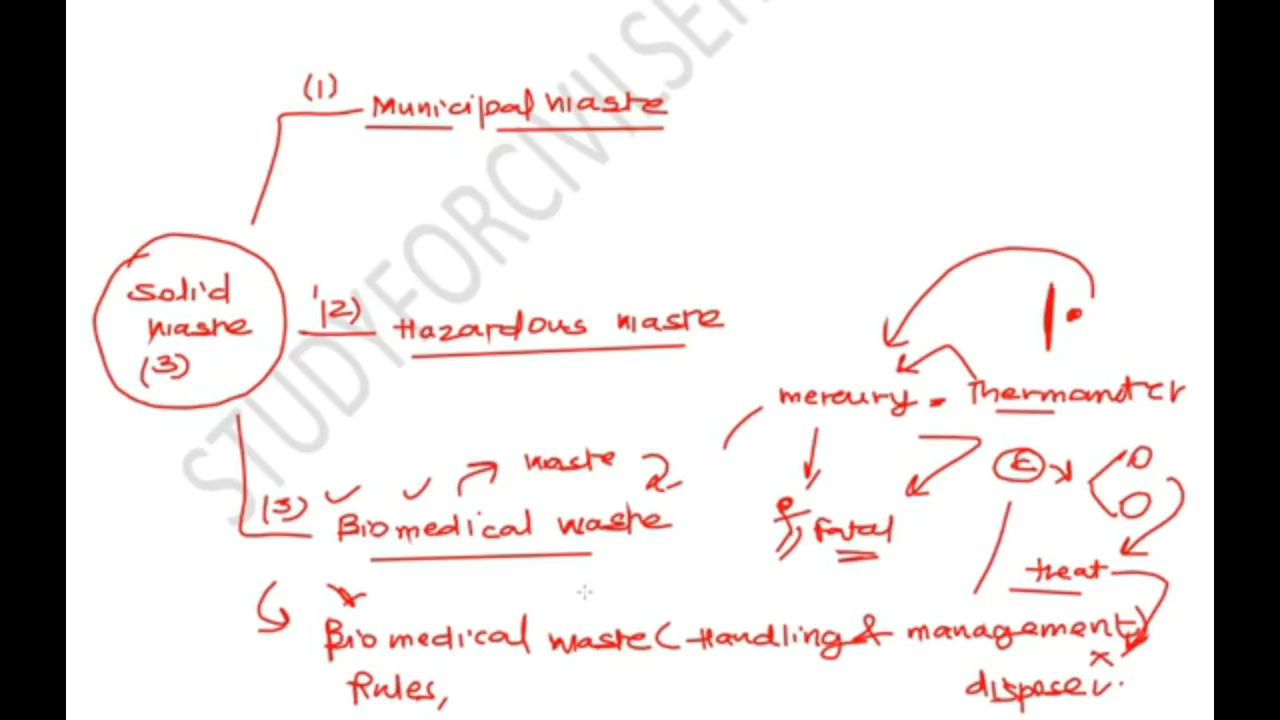 STUDYFORCIVILSER
(1)
Municipal waste
Solid
waste
(3)
(2)
Hazardous waste
mercury - Thermometer
E
waste
(3)
Biomedical waste
fatal
treat
Biomedical waste ( Handling & management)
Rules,